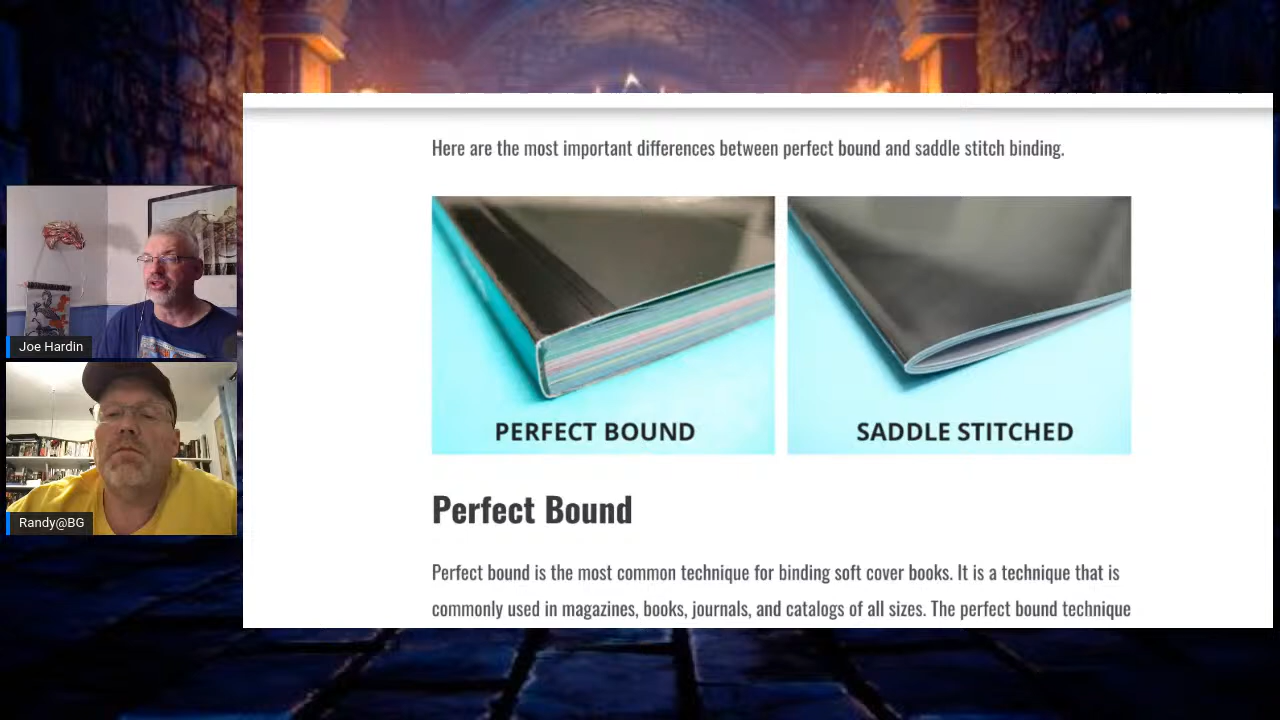 Here are the most important differences between perfect bound and saddle stitch binding.
PERFECT BOUND
SADDLE STITCHED
Perfect Bound
Perfect bound is the most common technique for binding soft cover books. It is a technique that is
commonly used in magazines, books, journals, and catalogs of all sizes. The perfect bound technique
Joe Hardin
Randy@BG